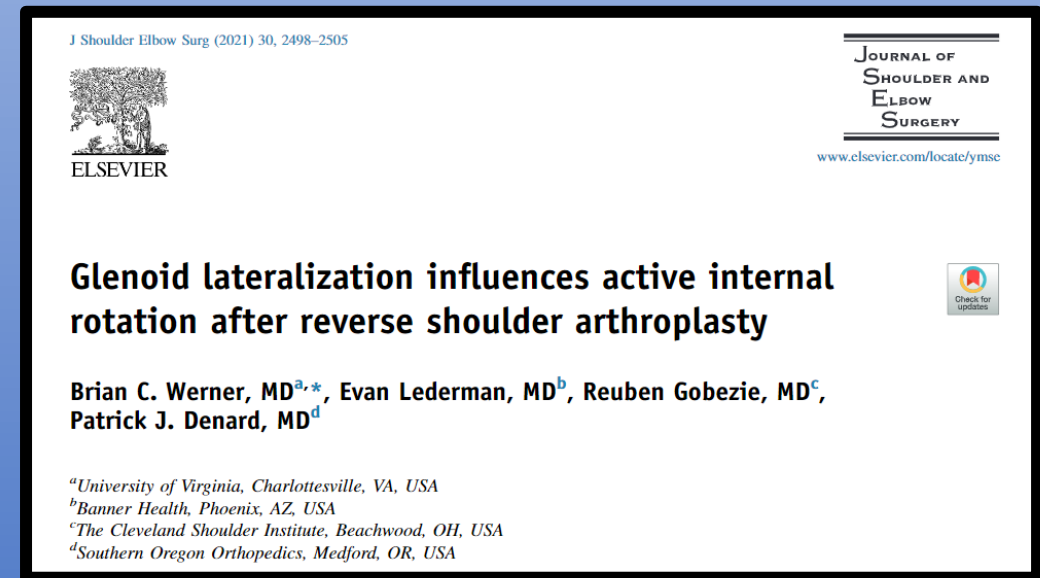 J Shoulder Elbow Surg (2021) 30, 2498–2505
ELSEVIER
JOURNAL OF
SHOULDER AND
ELBOW
SURGERY
www.elsevier.com/locate/ymse
Glenoid lateralization influences active internal
rotation after reverse shoulder arthroplasty
Check for
updates
Brian C. Werner, MDa,*, Evan Lederman, MDb, Reuben Gobezie, MDc,
Patrick J. Denard, MDd
aUniversity of Virginia, Charlottesville, VA, USA
bBanner Health, Phoenix, AZ, USA
cThe Cleveland Shoulder Institute, Beachwood, OH, USA
dSouthern Oregon Orthopedics, Medford, OR, USA